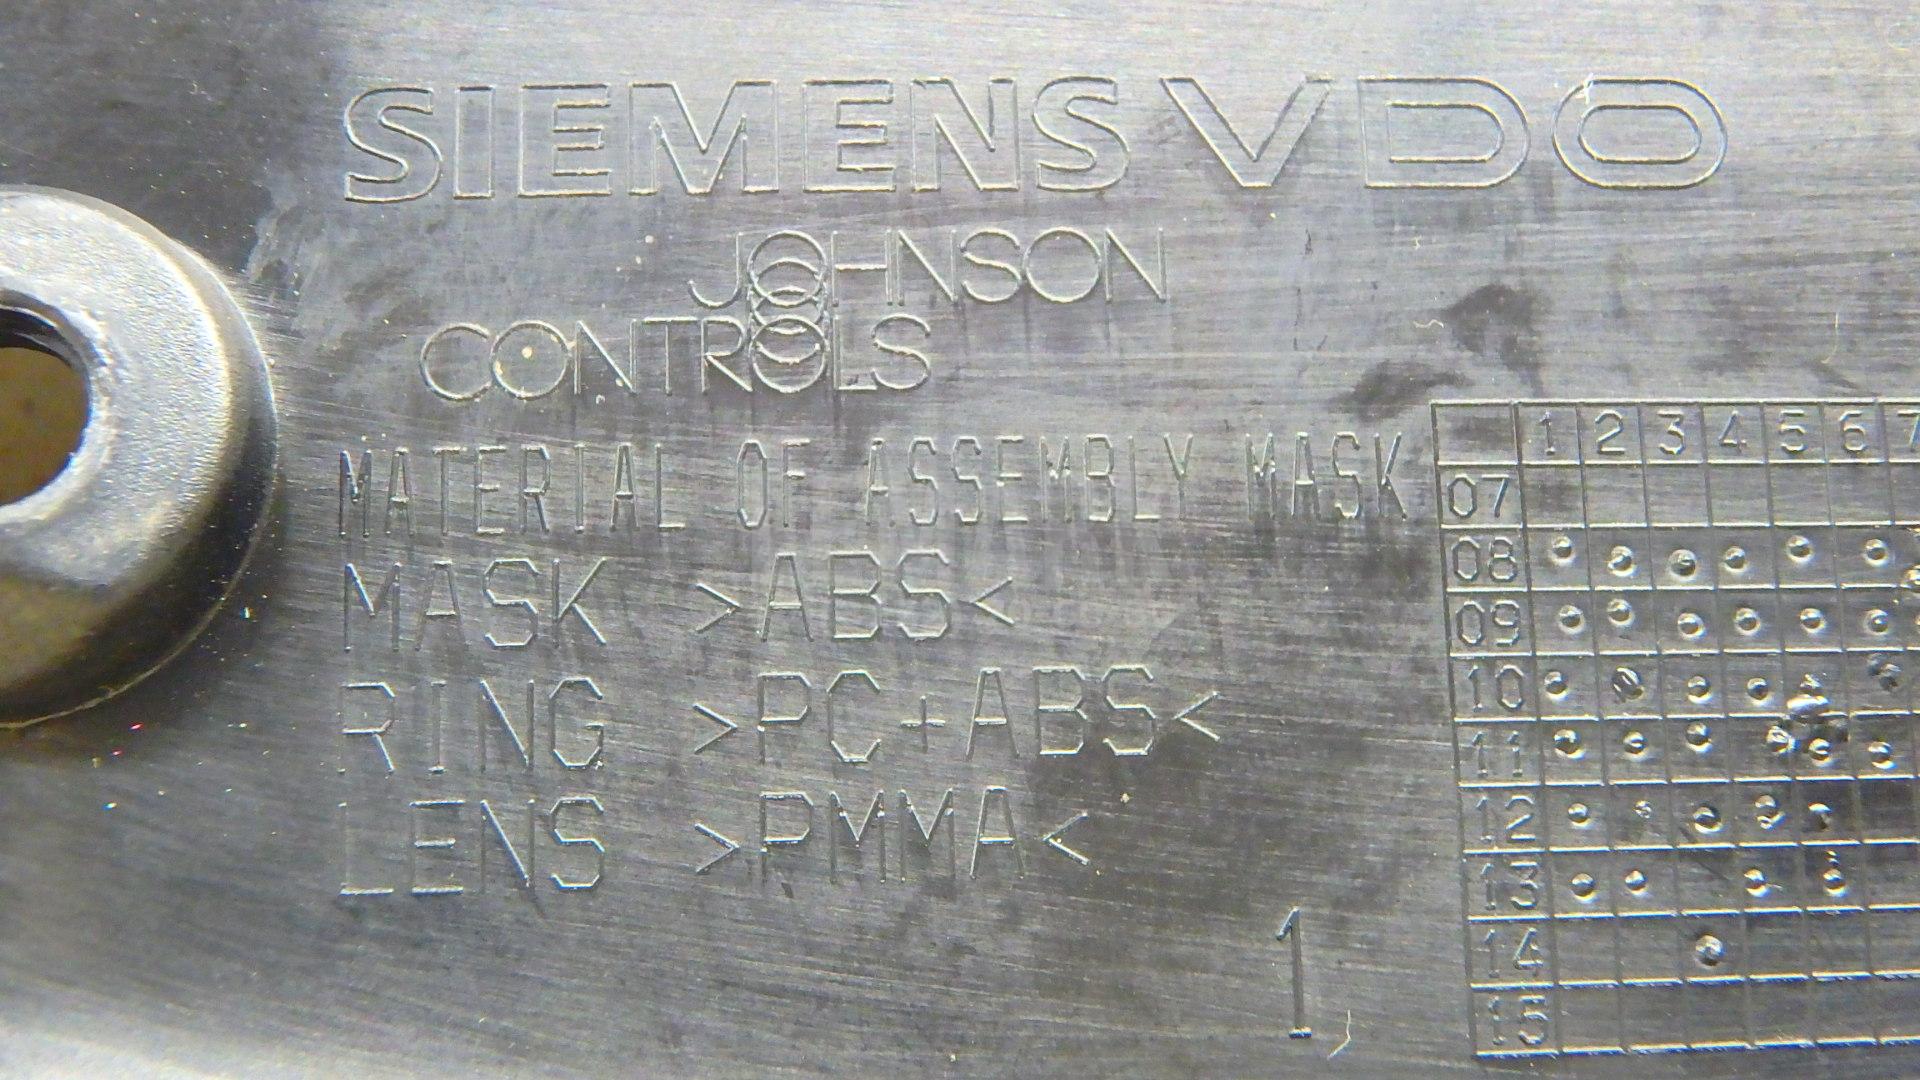 SIEMENS VDO
JOHNSON
CONTROLS
MATERIAL OF ASSEMBLY MASK
MASK >ABS<
RING >PC+ABS<
LENS >PMMA<
1
1 2 3 4 5 6 7
07
08
09
10
11
12
13
14
15